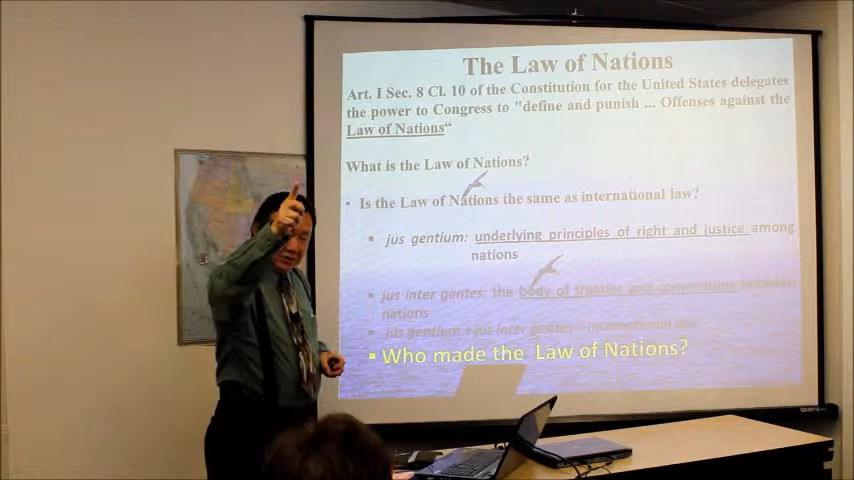 The Law of Nations
Art. I Sec. 8 Cl. 10 of the Constitution for the United States delegates
the power to Congress to "define and punish ... Offenses against the
Law of Nations“
What is the Law of Nations?
• Is the Law of Nations the same as international law?
▪ jus gentium: underlying principles of right and justice among
nations
▪ jus inter gentes: the body of treaties and conventions between
nations
▪ jus gentium + jus inter gentes = international law
▪ Who made the Law of Nations?